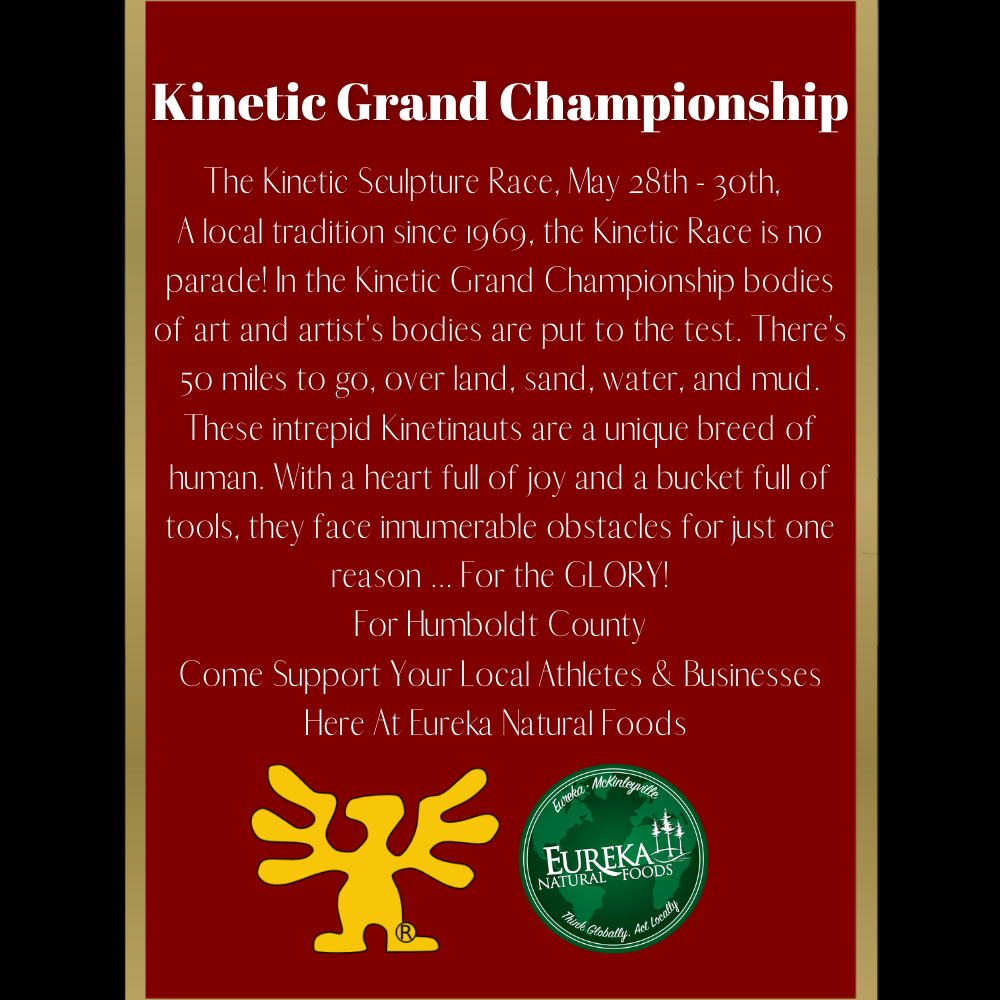 Kinetic Grand Championship
The Kinetic Sculpture Race, May 28th - 30th,
A local tradition since 1969, the Kinetic Race is no
parade! In the Kinetic Grand Championship bodies
of art and artist's bodies are put to the test. There's
50 miles to go, over land, sand, water, and mud.
These intrepid Kinetinauts are a unique breed of
human. With a heart full of joy and a bucket full of
tools, they face innumerable obstacles for just one
reason ... For the GLORY!
For Humboldt County
Come Support Your Local Athletes & Businesses
Here At Eureka Natural Foods
®
Eureka · McKinleyville
EUREKA
NATURAL FOODS
Think Globally, Act Locally